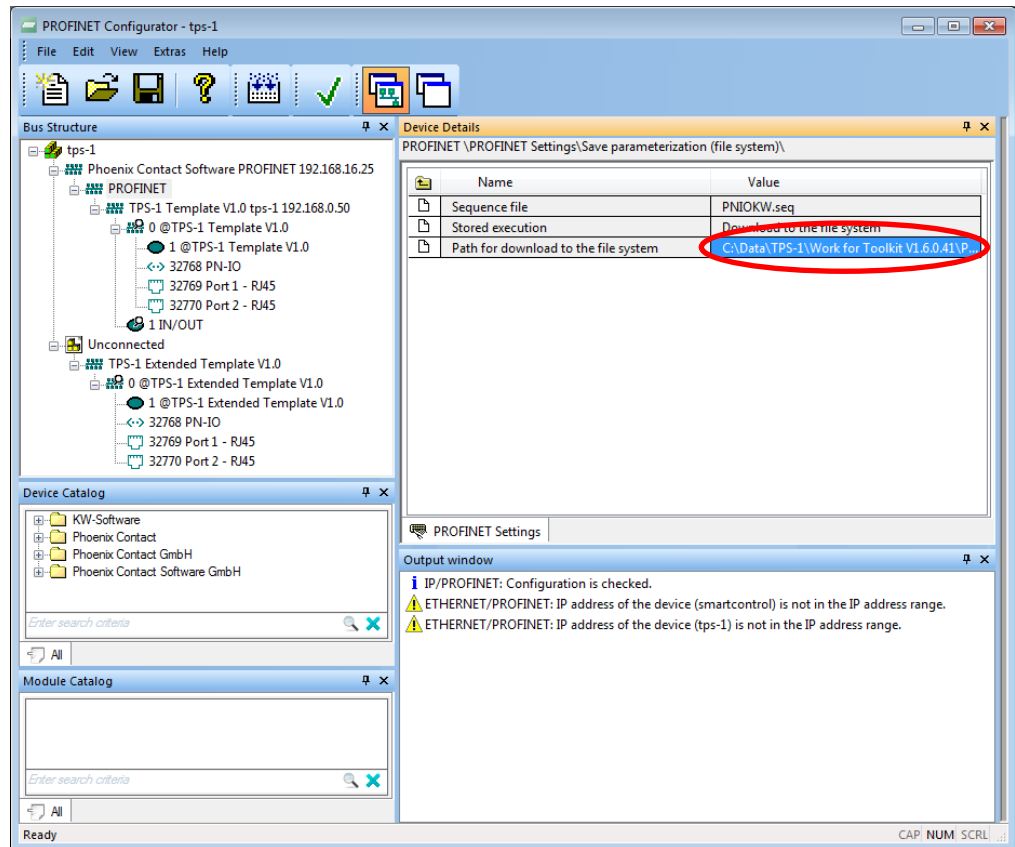 PROFINET Configurator - tps-1
File Edit View Extras Help
Bus Structure
tps-1
Phoenix Contact Software PROFINET 192.168.16.25
PROFINET
TPS-1 Template V1.0 tps-1 192.168.0.50
0 @TPS-1 Template V1.0
1 @TPS-1 Template V1.0
32768 PN-IO
32769 Port 1 - RJ45
32770 Port 2 - RJ45
1 IN/OUT
Unconnected
TPS-1 Extended Template V1.0
0 @TPS-1 Extended Template V1.0
1 @TPS-1 Extended Template V1.0
32768 PN-IO
32769 Port 1 - RJ45
32770 Port 2 - RJ45
Device Catalog
KW-Software
Phoenix Contact
Phoenix Contact GmbH
Phoenix Contact Software GmbH
Enter search criteria
All
Module Catalog
Enter search criteria
All
Device Details
PROFINET \PROFINET Settings\Save parameterization (file system)\
Name Value
Sequence file PNIOKW.seq
Stored execution Download to the file system
Path for download to the file system C:\Data\TPS-1\Work for Toolkit V1.6.0.41\P...
PROFINET Settings
Output window
IP/PROFINET: Configuration is checked.
ETHERNET/PROFINET: IP address of the device (smartcontrol) is not in the IP address range.
ETHERNET/PROFINET: IP address of the device (tps-1) is not in the IP address range.
Ready CAP NUM SCRL